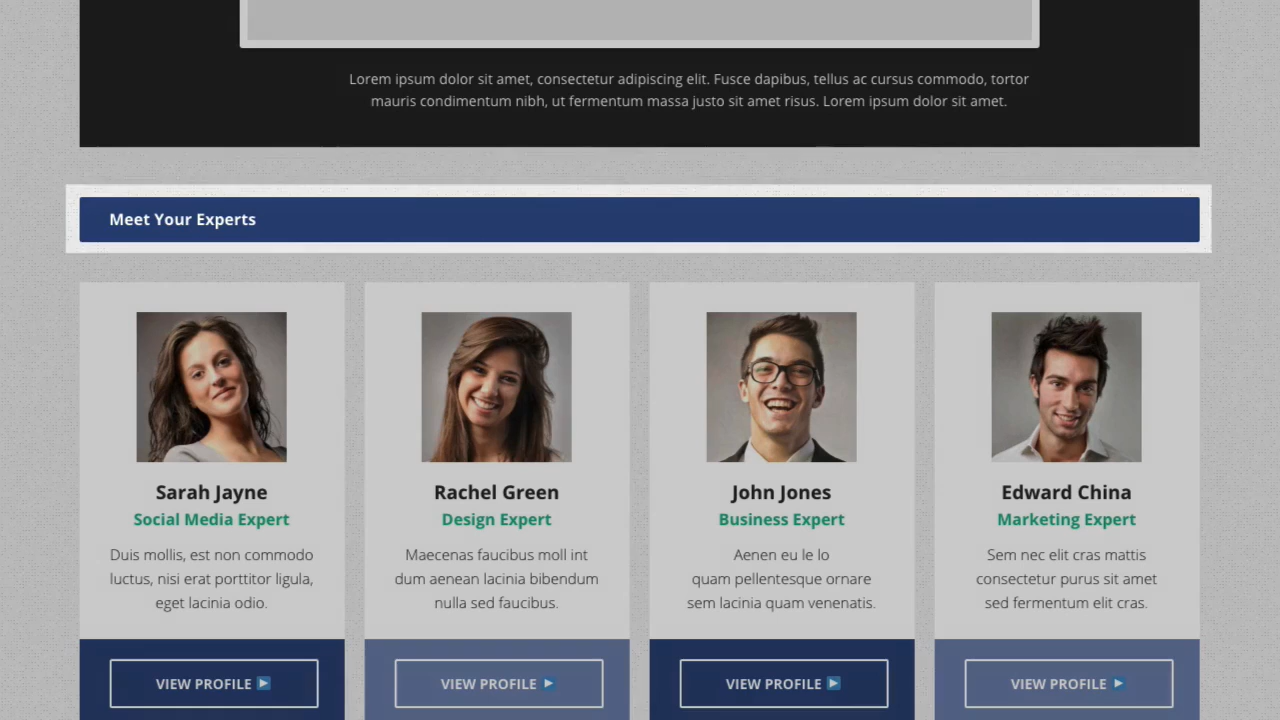 Lorem ipsum dolor sit amet, consectetur adipiscing elit. Fusce dapibus, tellus ac cursus commodo, tortor
mauris condimentum nibh, ut fermentum massa justo sit amet risus. Lorem ipsum dolor sit amet.
Meet Your Experts
Sarah Jayne
Social Media Expert
Duis mollis, est non commodo
luctus, nisi erat porttitor ligula,
eget lacinia odio.
VIEW PROFILE
Rachel Green
Design Expert
Maecenas faucibus moll int
dum aenean lacinia bibendum
nulla sed faucibus.
VIEW PROFILE
John Jones
Business Expert
Aenen eu le lo
quam pellentesque ornare
sem lacinia quam venenatis.
VIEW PROFILE
Edward China
Marketing Expert
Sem nec elit cras mattis
consectetur purus sit amet
sed fermentum elit cras.
VIEW PROFILE